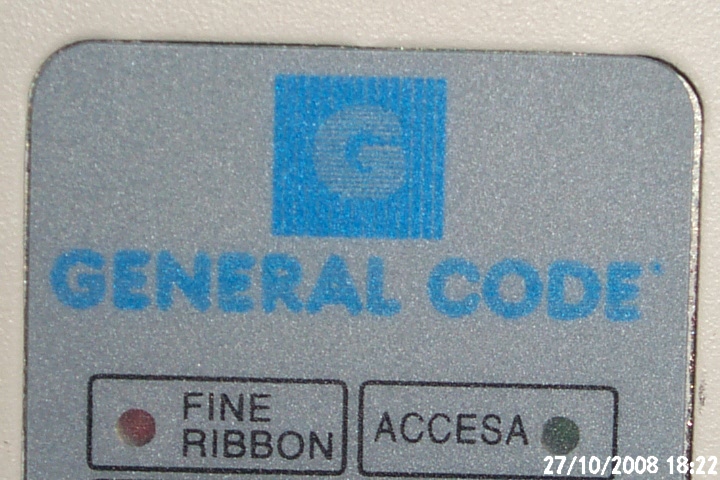 G
GENERAL CODE
FINE
RIBBON
ACCESA
27/10/2008 18:22